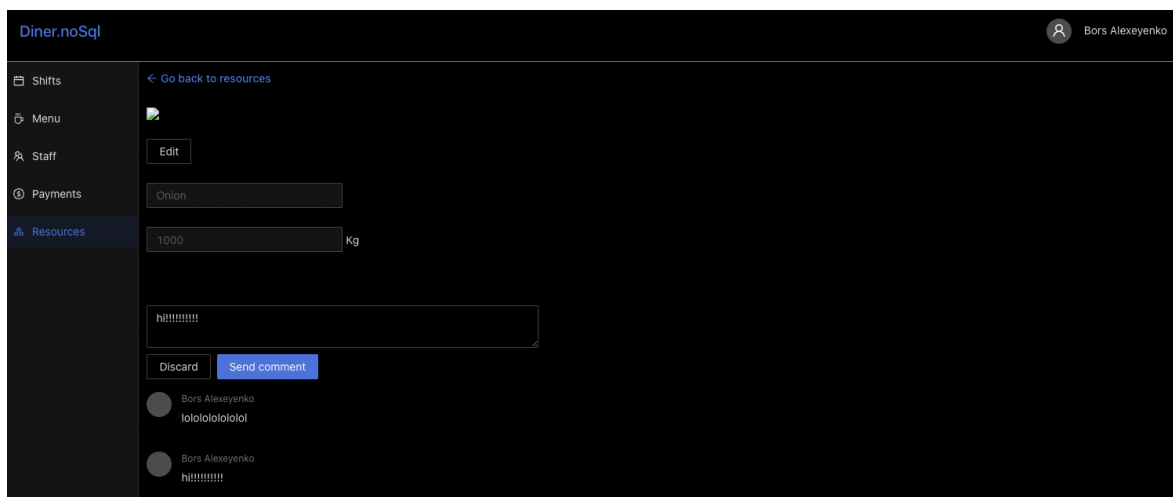 Diner.noSql
Bors Alexeyenko
Shifts
Menu
Staff
Payments
Resources
← Go back to resources
Edit
Onion
1000 Kg
hi!!!!!!!!!!
Discard Send comment
Bors Alexeyenko
lolololololololol
Bors Alexeyenko
hi!!!!!!!!!!